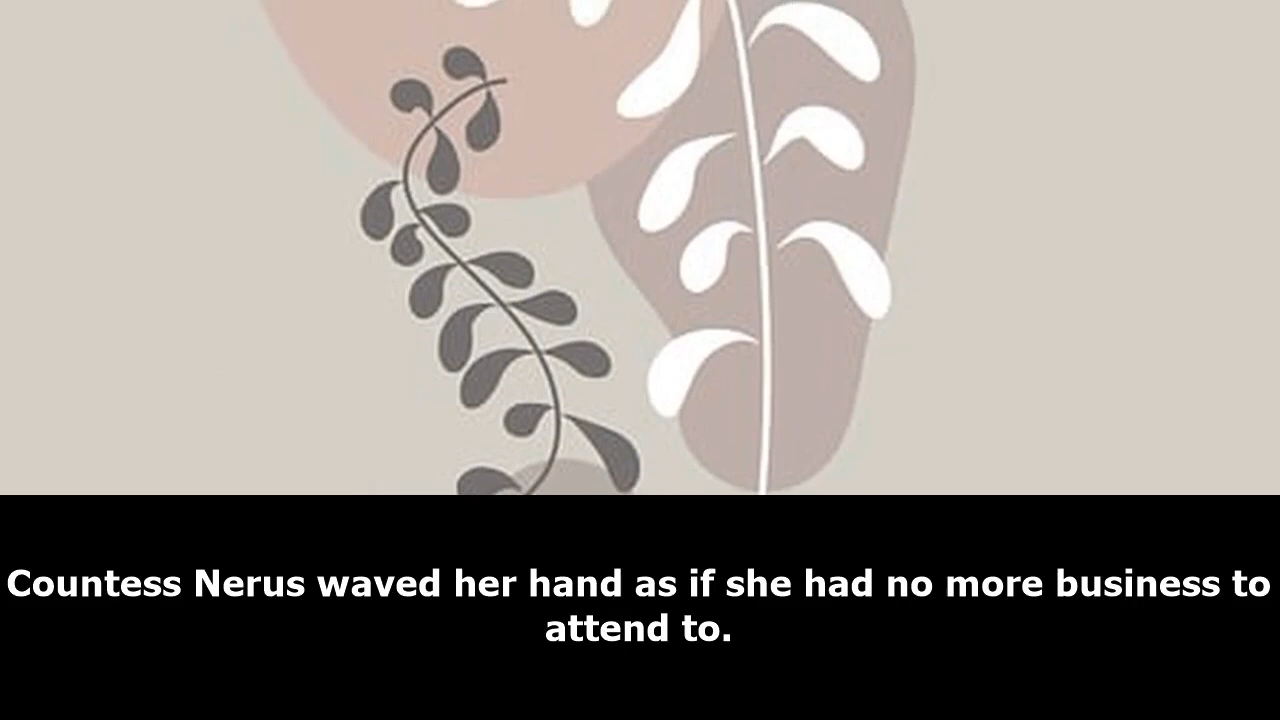 Countess Nerus waved her hand as if she had no more business to
attend to.